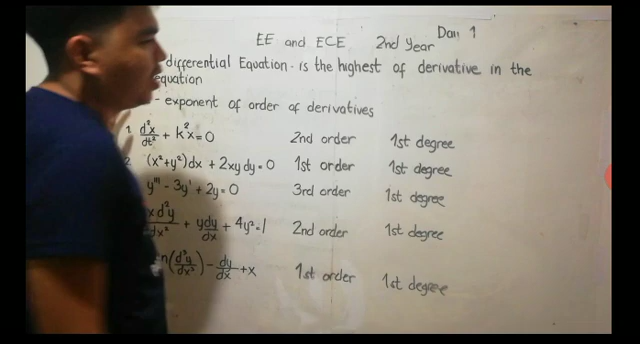 Day 1
EE and ECE 2nd Year
differential Equation - is the highest of derivative in the
equation
- exponent of order of derivatives
1. d²x/dt² + k²x = 0 2nd order 1st degree
2. (x²+y²)dx + 2xy dy = 0 1st order 1st degree
y''' - 3y' + 2y = 0 3rd order 1st degree
xd²y/dx² + ydy/dx + 4y² = 1 2nd order 1st degree
n(d³y/dx³) - dy/dx + x 1st order 1st degree